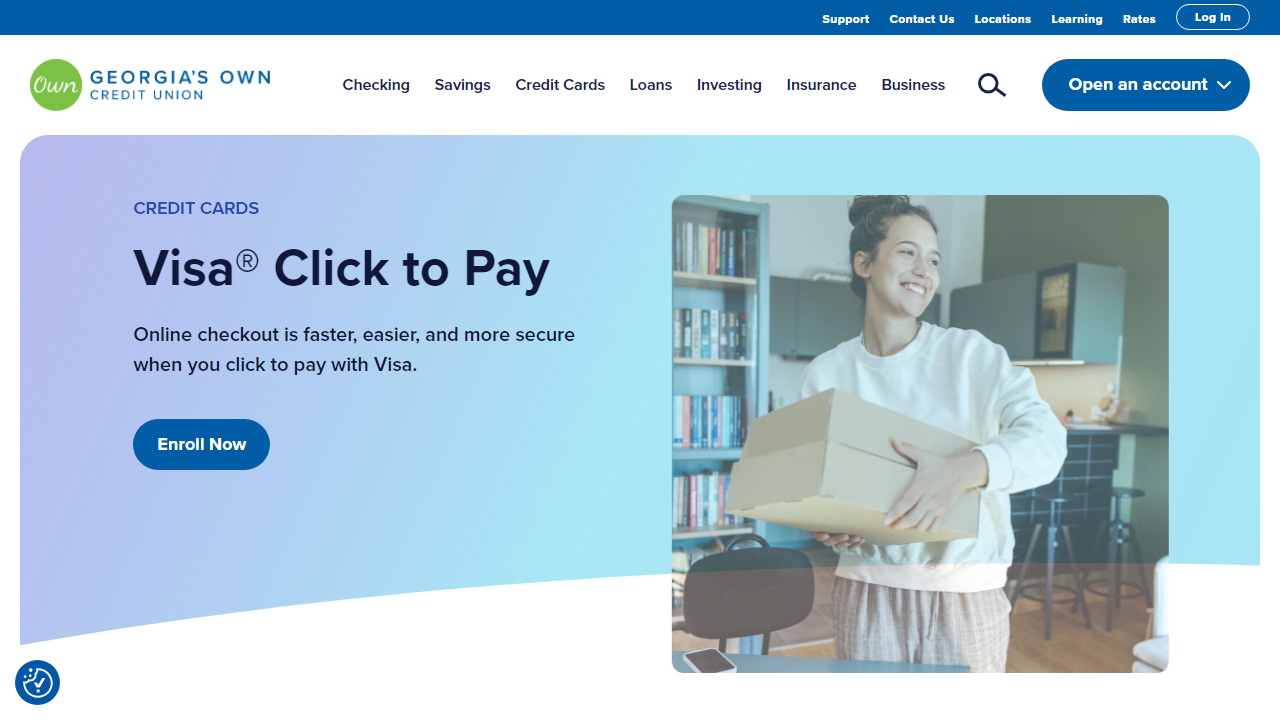 Support Contact Us Locations Learning Rates Log In
Own GEORGIA'S OWN
CREDIT UNION
Checking Savings Credit Cards Loans Investing Insurance Business
Open an account
CREDIT CARDS
Visa® Click to Pay
Online checkout is faster, easier, and more secure
when you click to pay with Visa.
Enroll Now